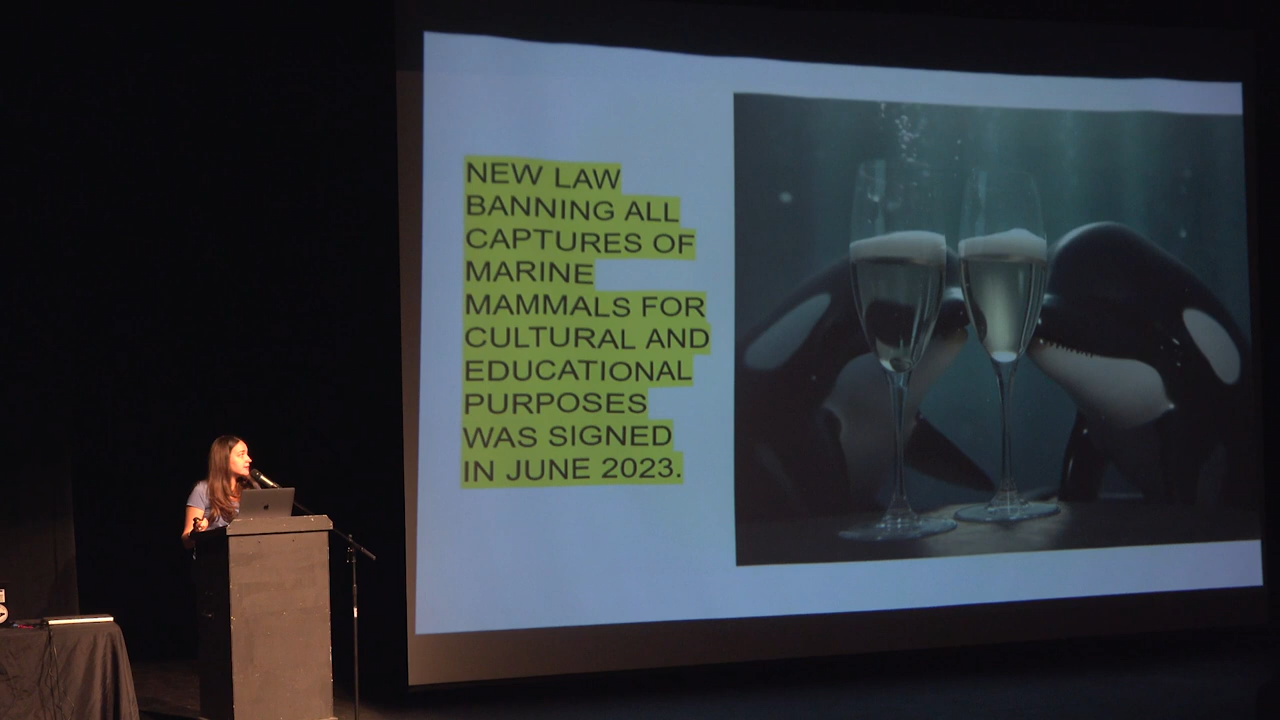 NEW LAW
BANNING ALL
CAPTURES OF
MARINE
MAMMALS FOR
CULTURAL AND
EDUCATIONAL
PURPOSES
WAS SIGNED
IN JUNE 2023.